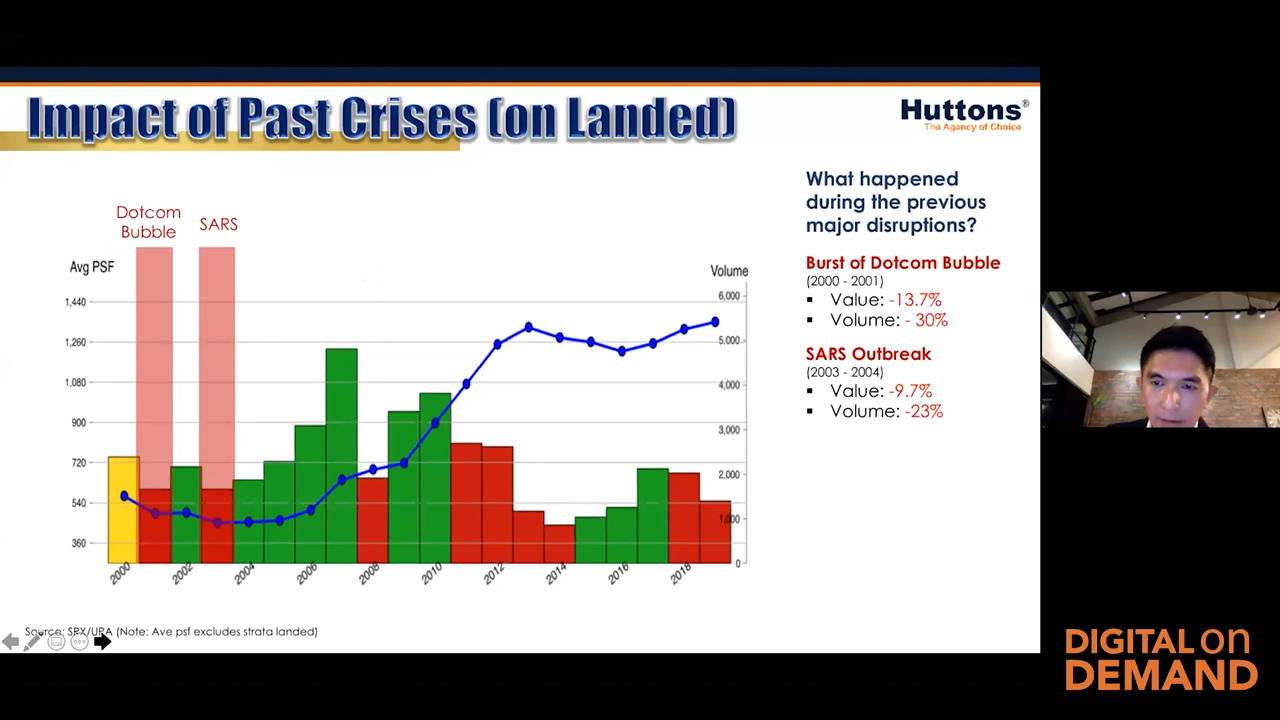 Impact of Past Crises (on Landed)
Huttons®
The Agency of Choice
What happened
during the previous
major disruptions?
Burst of Dotcom Bubble
(2000 - 2001)
▪ Value: -13.7%
▪ Volume: - 30%
SARS Outbreak
(2003 - 2004)
▪ Value: -9.7%
▪ Volume: -23%
Dotcom
Bubble
SARS
Avg PSF
Volume
1,440
1,260
1,080
900
720
540
360
6,000
5,000
4,000
3,000
2,000
1,000
0
2000
2002
2004
2006
2008
2010
2012
2014
2016
2018
Source: SRX/URA (Note: Ave psf excludes strata landed)
DIGITAL on
DEMAND